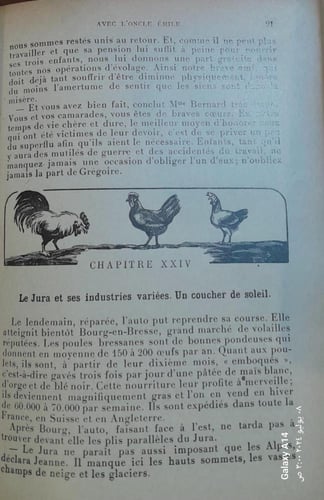 AVEC L'ONCLE ÉMILE 91
nous sommes restés unis au retour. Et, comme il ne peut plus
travailler et que sa pension lui suffit à peine pour nourrir
ses trois enfants, nous lui donnons une part gratuite dans
toutes nos opérations d'élevage. Ainsi notre brave ami, qui
doit déjà tant souffrir d'être diminué physiquement,
du moins l'amertume de sentir que les siens sont dans la
misère.
— Et vous avez bien fait, conclut Mme Bernard très
Vous et vos camarades, vous êtes de braves cœurs. En
temps de vie chère et dure, le meilleur moyen d'honorer
qui ont été victimes de leur devoir, c'est de se priver un peu
du superflu afin qu'ils aient le nécessaire. Enfants, tant qu'il
y aura des mutilés de guerre et des accidentés du travail, ne
manquez jamais une occasion d'obliger l'un d'eux; n'oubliez
jamais la part de Gregoire.
CHAPITRE XXIV
Le Jura et ses industries variées. Un coucher de soleil.
Le lendemain, réparée, l'auto put reprendre sa course. Elle
atteignit bientôt Bourg-en-Bresse, grand marché de volailles
réputées. Les poules bressanes sont de bonnes pondeuses qui
donnent en moyenne de 150 à 200 œufs par an. Quant aux pou-
lets, ils sont, à partir de leur dixième mois, « emboqués »,
c'est-à-dire gavés trois fois par jour d'une pâtée de maïs blanc,
d'orge et de blé noir. Cette nourriture leur profite à merveille;
ils deviennent magnifiquement gras et l'on en vend en hiver
de 60.000 à 70.000 par semaine. Ils sont expédiés dans toute la
France, en Suisse et en Angleterre.
Après Bourg, l'auto, faisant face à l'est, ne tarda pas à
trouver devant elle les plis parallèles du Jura.
— Le Jura ne paraît pas aussi imposant que les Alpes,
déclara Jeanne. Il manque ici les hauts sommets, les vastes
champs de neige et les glaciers.
Galaxy A14